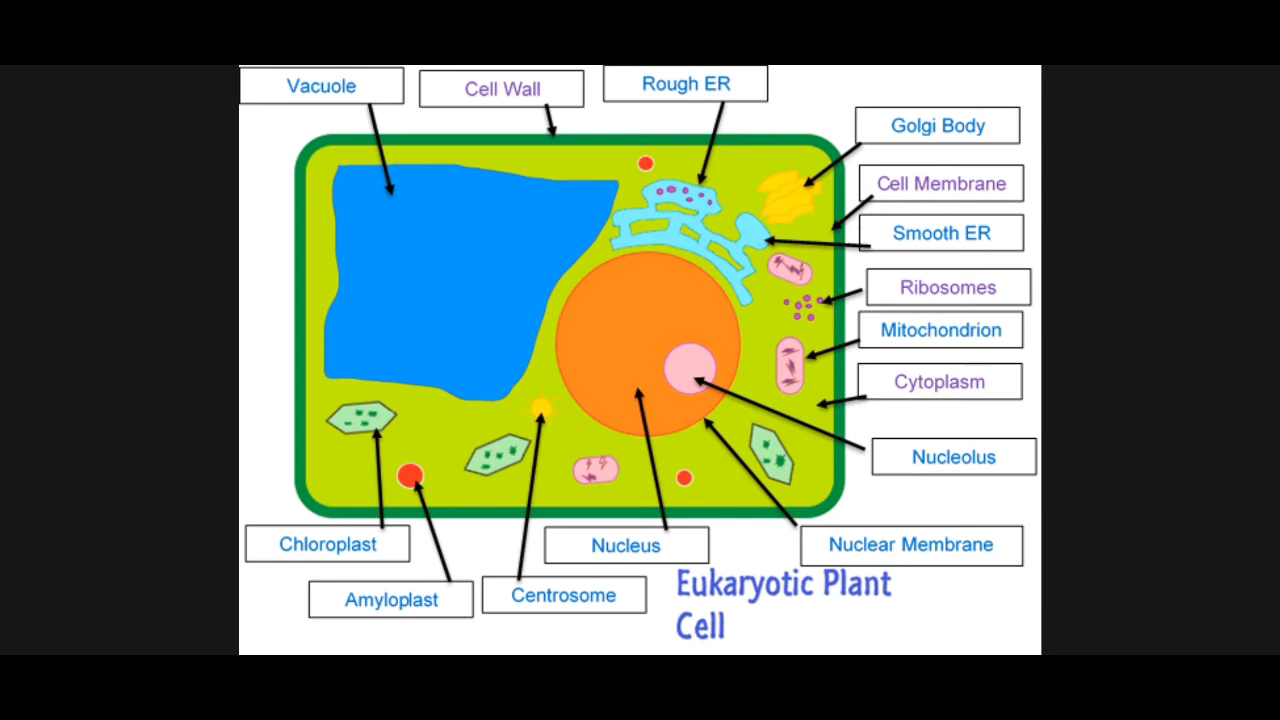 Vacuole
Cell Wall
Rough ER
Golgi Body
Cell Membrane
Smooth ER
Ribosomes
Mitochondrion
Cytoplasm
Nucleolus
Chloroplast
Nucleus
Nuclear Membrane
Amyloplast
Centrosome
Eukaryotic Plant
Cell